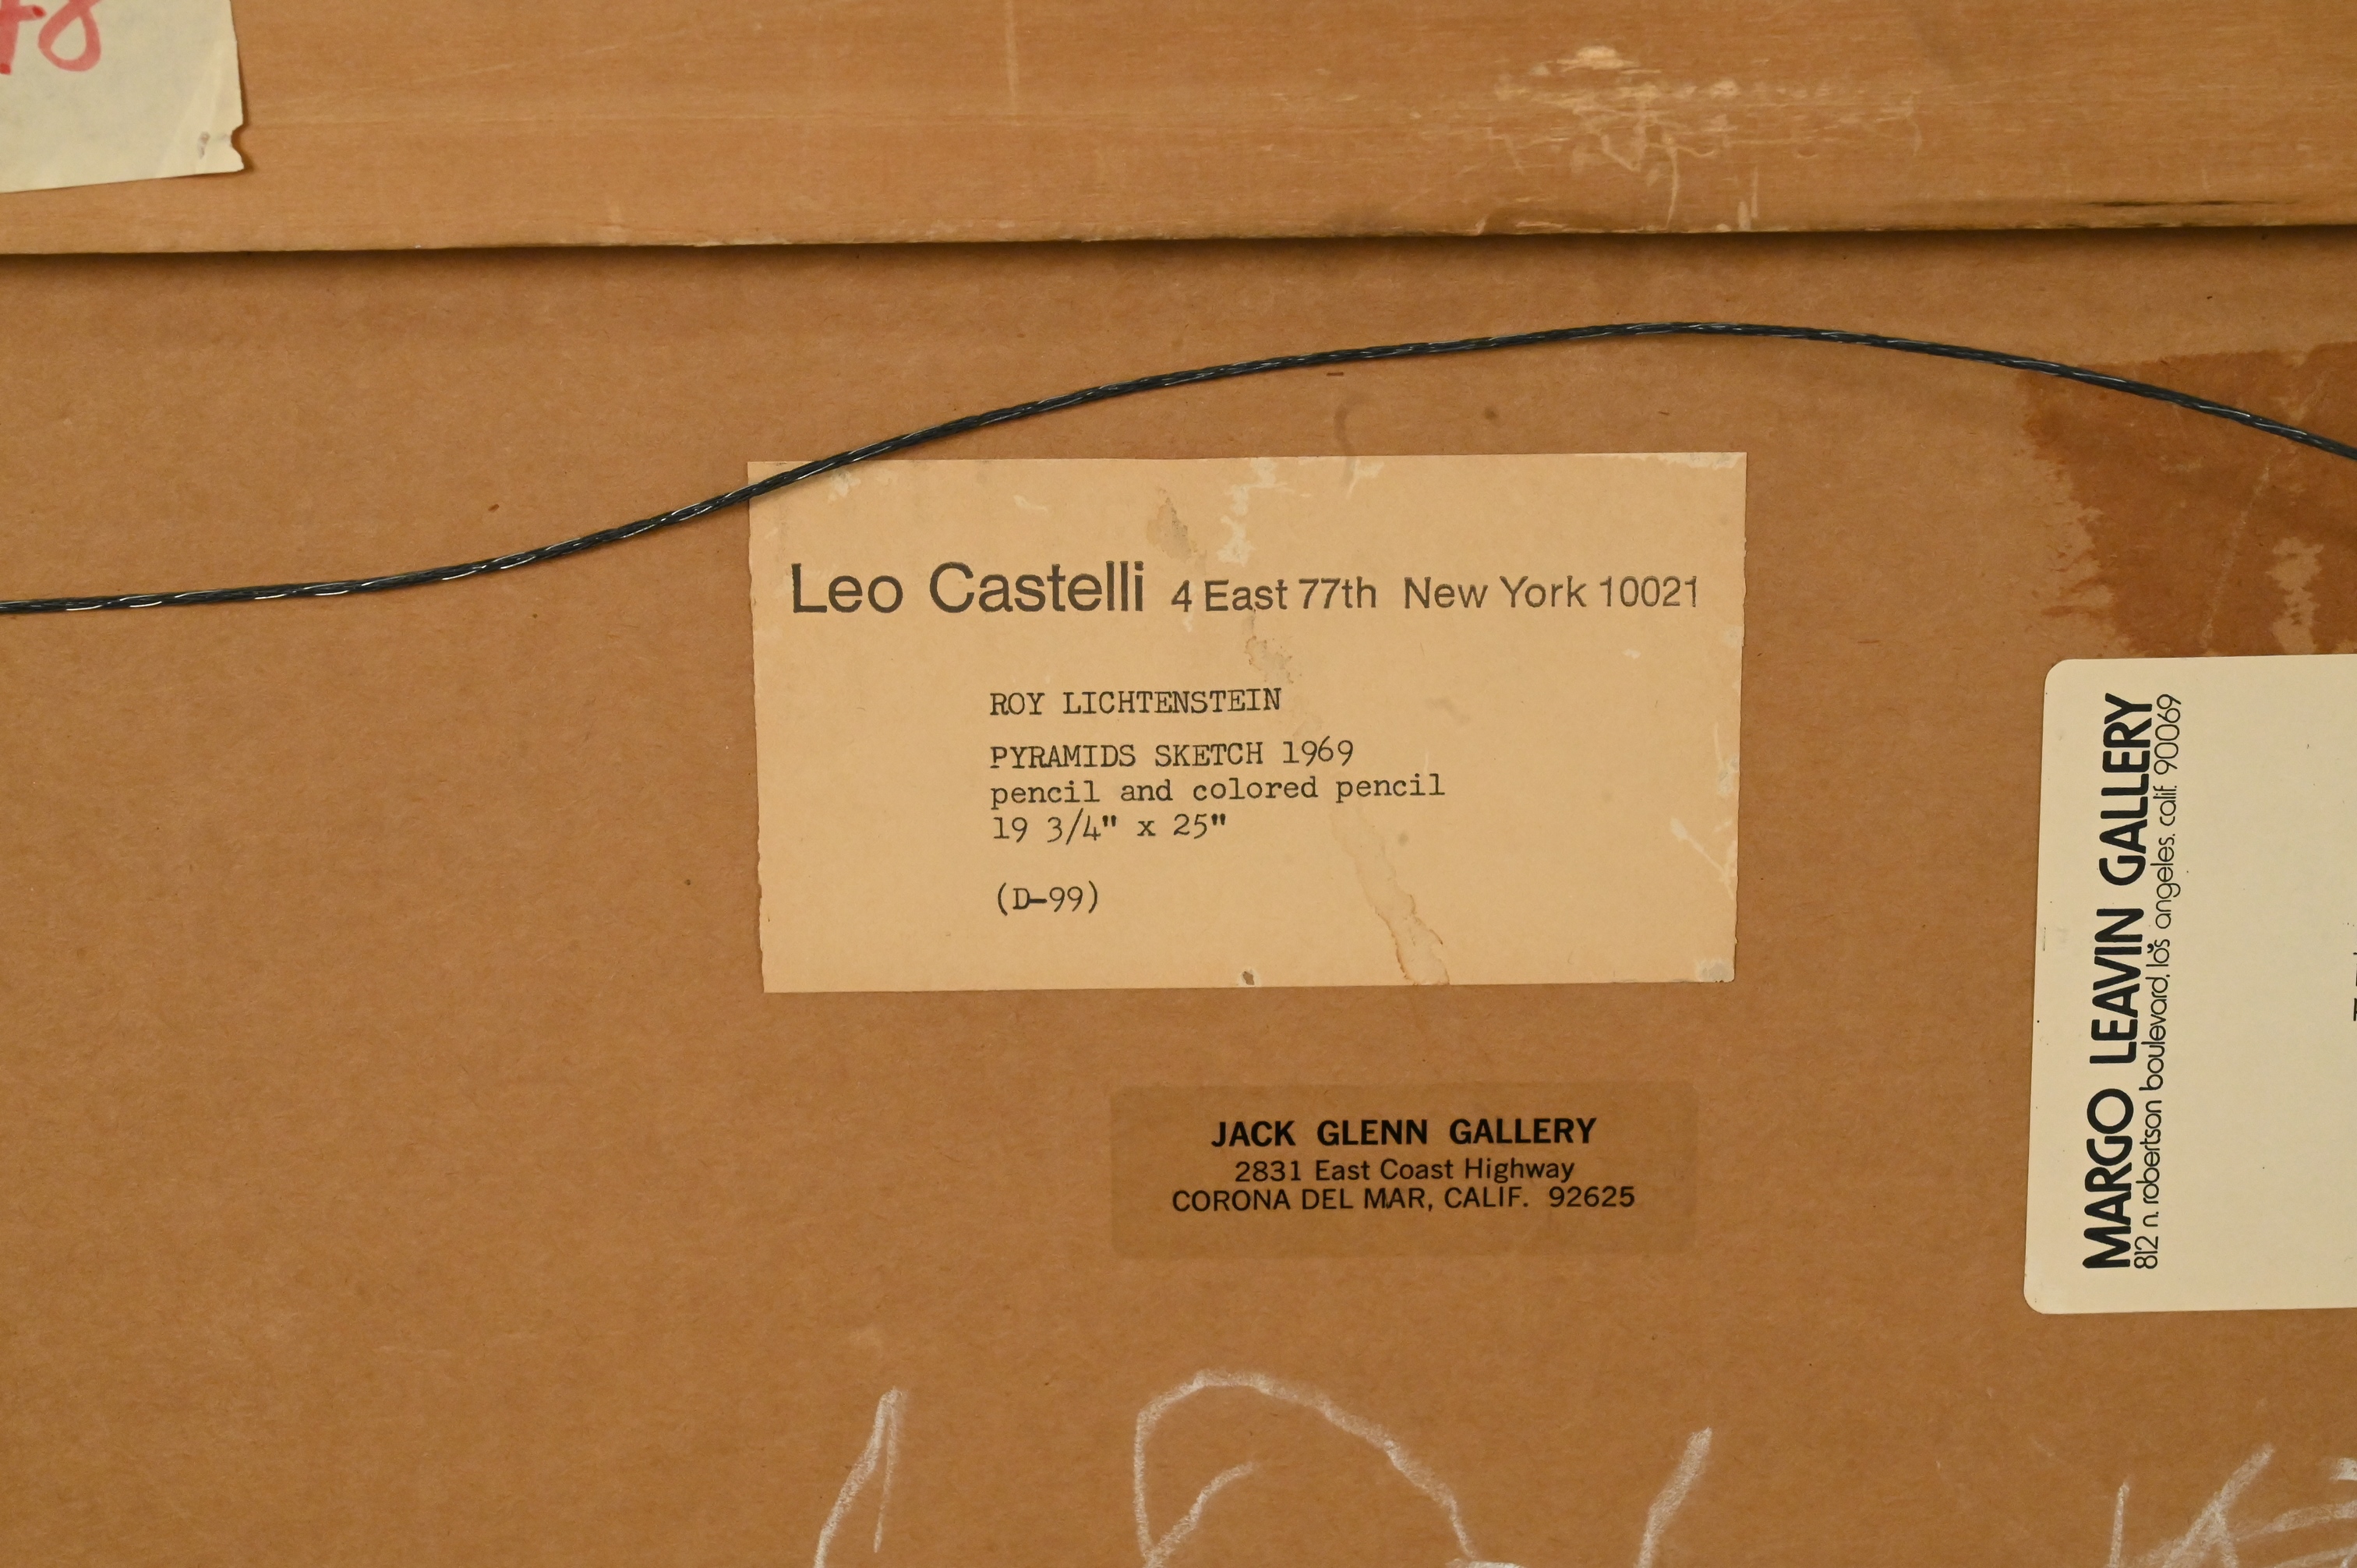 48
Leo Castelli 4 East 77th New York 10021
ROY LICHTENSTEIN
PYRAMIDS SKETCH 1969
pencil and colored pencil
19 3/4" x 25"
(D-99)
JACK GLENN GALLERY
2831 East Coast Highway
CORONA DEL MAR, CALIF. 92625
MARGO LEAVIN GALLERY
812 n. robertson boulevard, los angeles. calif. 90069